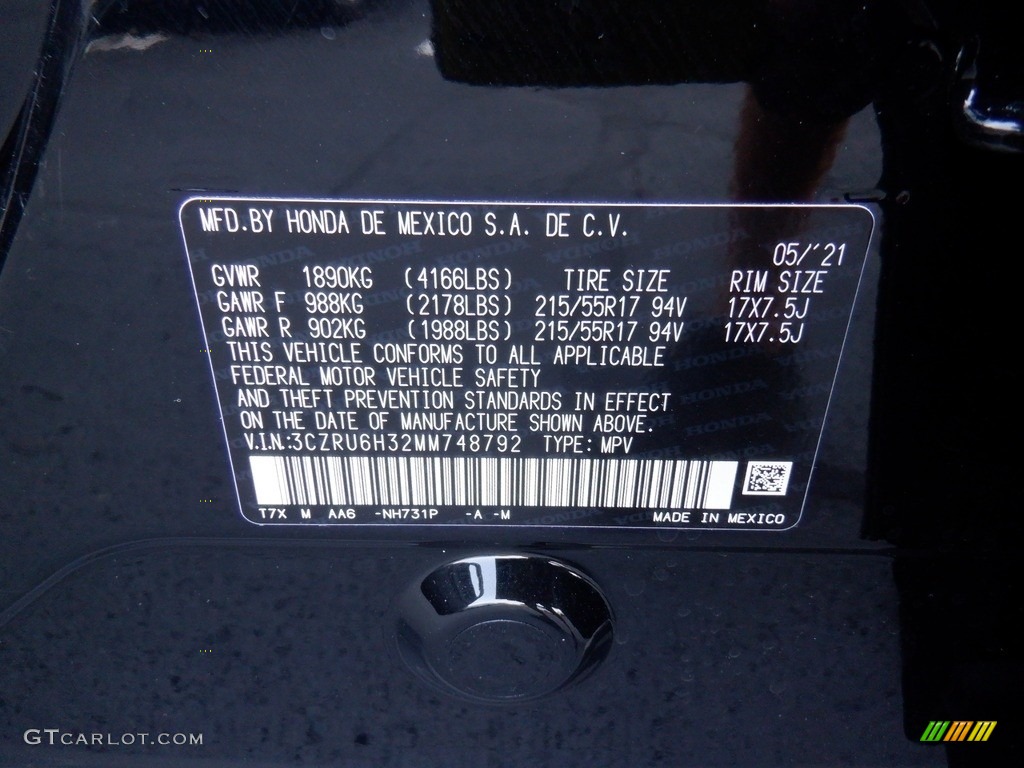 MFD.BY HONDA DE MEXICO S.A. DE C.V.
05/'21
GVWR 1890KG (4166LBS) TIRE SIZE RIM SIZE
GAWR F 988KG (2178LBS) 215/55R17 94V 17X7.5J
GAWR R 902KG (1988LBS) 215/55R17 94V 17X7.5J
THIS VEHICLE CONFORMS TO ALL APPLICABLE
FEDERAL MOTOR VEHICLE SAFETY
AND THEFT PREVENTION STANDARDS IN EFFECT
ON THE DATE OF MANUFACTURE SHOWN ABOVE.
V.I.N.:3CZRU6H32MM748792 TYPE: MPV
T7X M AA6 -NH731P -A -M MADE IN MEXICO
GTCARLOT.COM